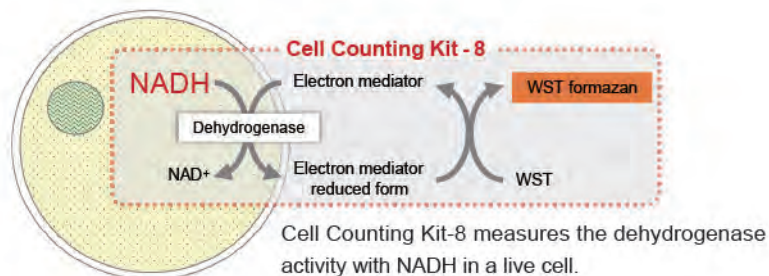 Cell Counting Kit - 8
NADH
Electron mediator
WST formazan
Dehydrogenase
NAD+
Electron mediator
reduced form
WST
Cell Counting Kit-8 measures the dehydrogenase
activity with NADH in a live cell.